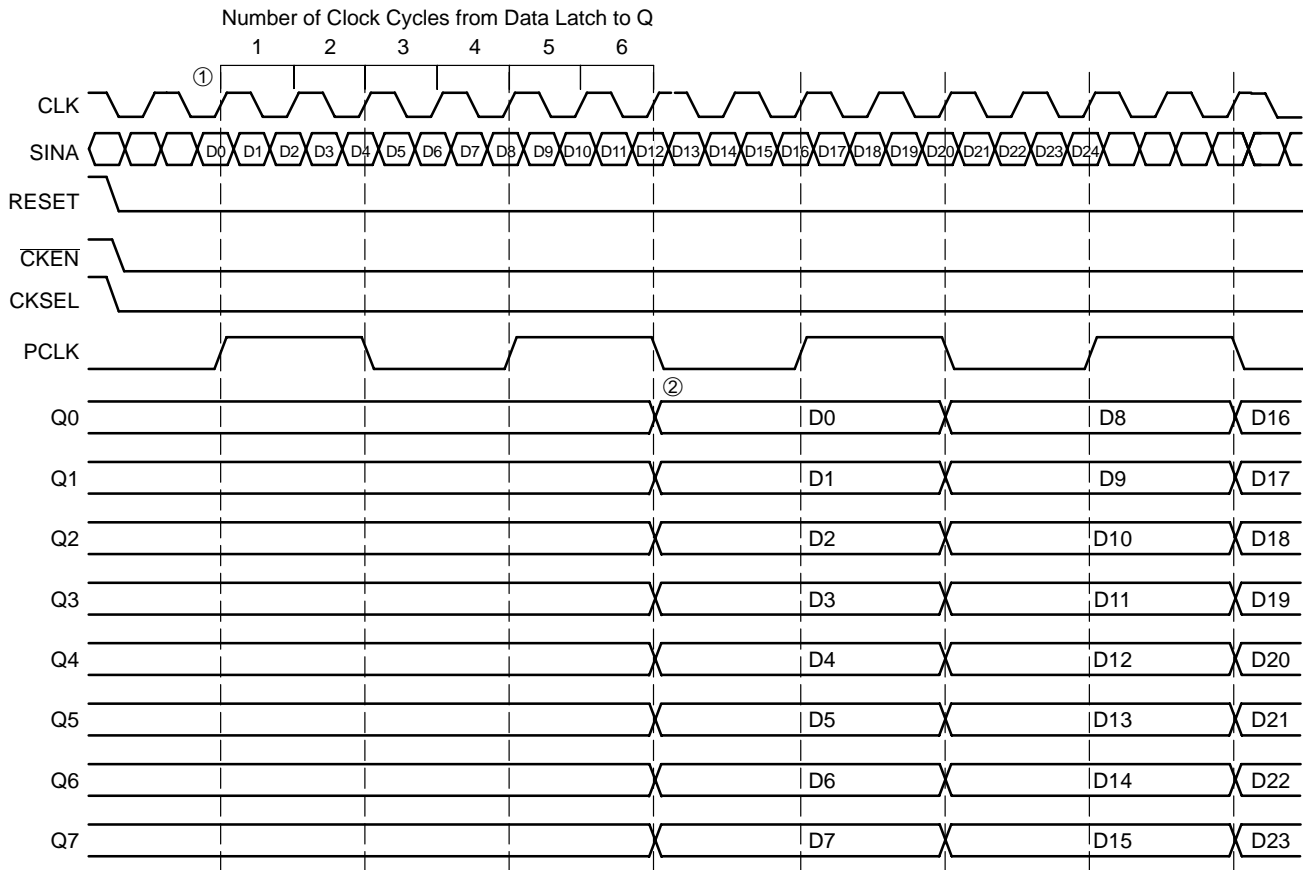 Number of Clock Cycles from Data Latch to Q
1 2 3 4 5 6
①
CLK
SINA D0 D1 D2 D3 D4 D5 D6 D7 D8 D9 D10 D11 D12 D13 D14 D15 D16 D17 D18 D19 D20 D21 D22 D23 D24
RESET
CKEN
CKSEL
PCLK
②
Q0 D0 D8 D16
Q1 D1 D9 D17
Q2 D2 D10 D18
Q3 D3 D11 D19
Q4 D4 D12 D20
Q5 D5 D13 D21
Q6 D6 D14 D22
Q7 D7 D15 D23